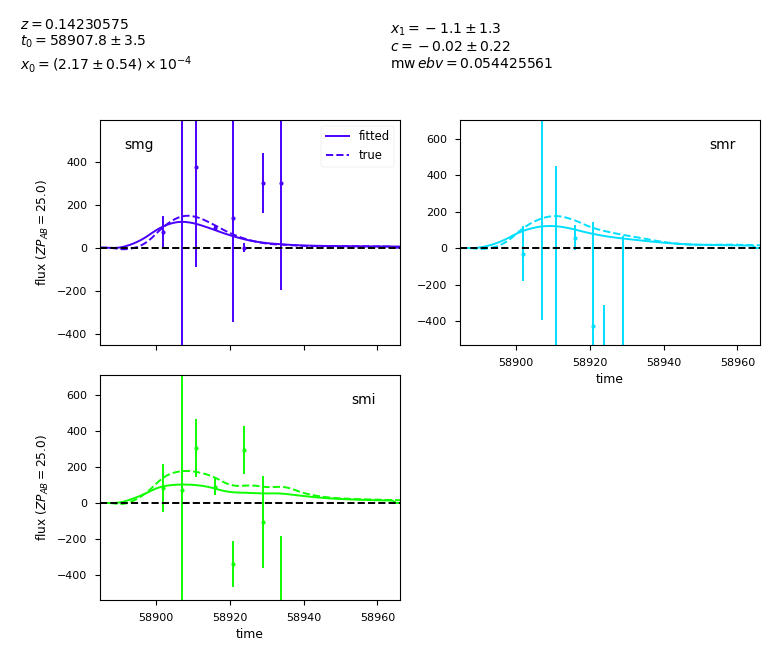 z = 0.14230575
t₀ = 58907.8 ± 3.5
x₀ = (2.17 ± 0.54) × 10⁻⁴
x₁ = −1.1 ± 1.3
c = −0.02 ± 0.22
mw ebv = 0.054425561
smg
fitted
true
400
200
0
−200
−400
flux (ZP_AB = 25.0)
smr
600
400
200
0
−200
−400
58900 58920 58940 58960
time
smi
600
400
200
0
−200
−400
flux (ZP_AB = 25.0)
58900 58920 58940 58960
time